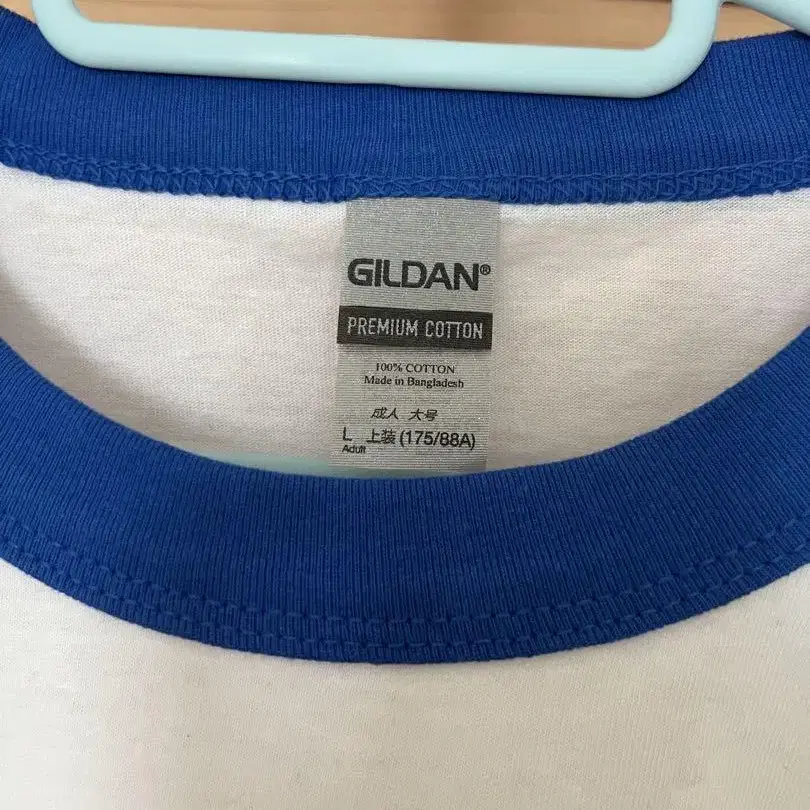 GILDAN®
PREMIUM COTTON
100% COTTON
Made in Bangladesh
成人 大号
L 上装 (175/88A)
Adult